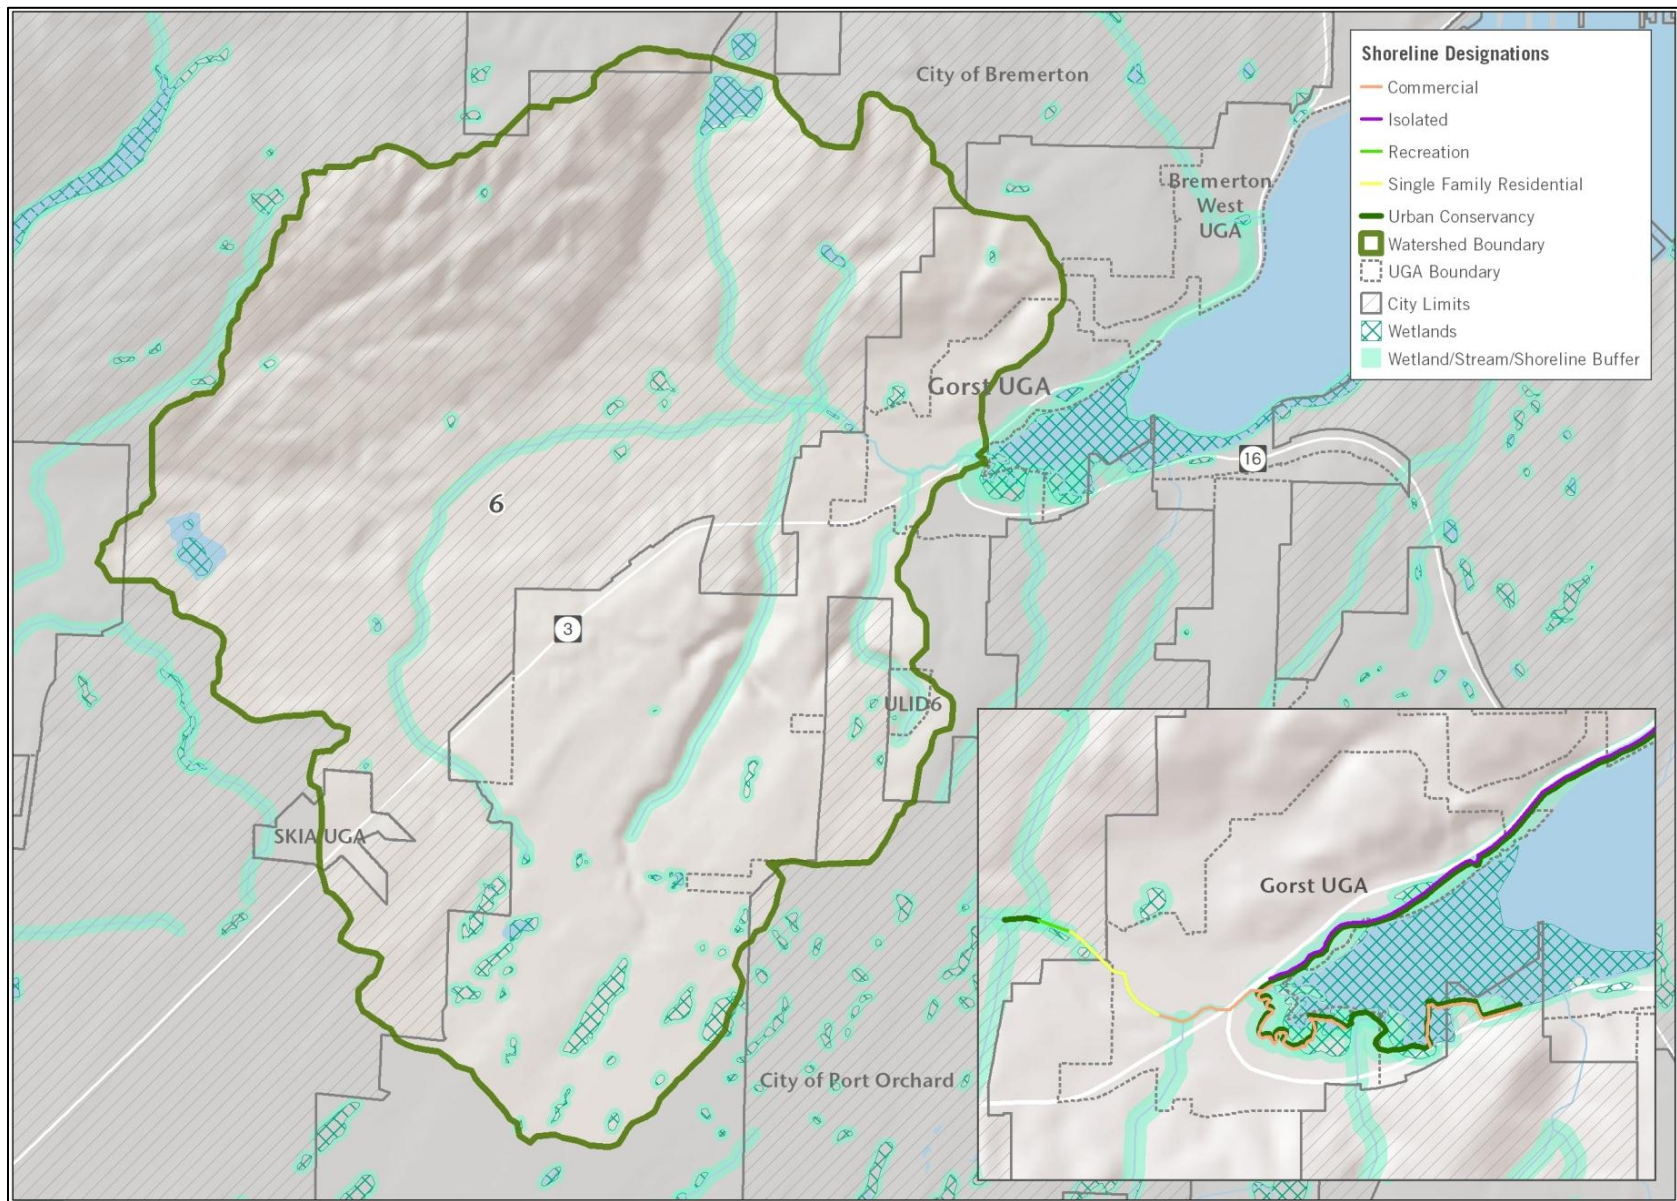 City of Bremerton
Bremerton
West
UGA
Gorst UGA
6
16
3
ULID6
SKIA UGA
City of Port Orchard
Shoreline Designations
Commercial
Isolated
Recreation
Single Family Residential
Urban Conservancy
Watershed Boundary
UGA Boundary
City Limits
Wetlands
Wetland/Stream/Shoreline Buffer
Gorst UGA